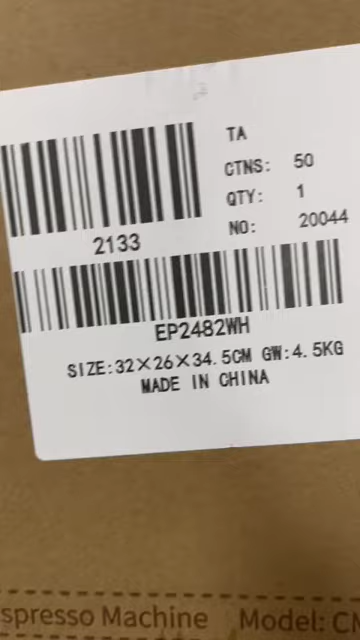 TA
CTNS: 50
QTY: 1
NO: 20044
2133
EP2482WH
SIZE:32×26×34.5CM GW:4.5KG
MADE IN CHINA
spresso Machine Model: CM